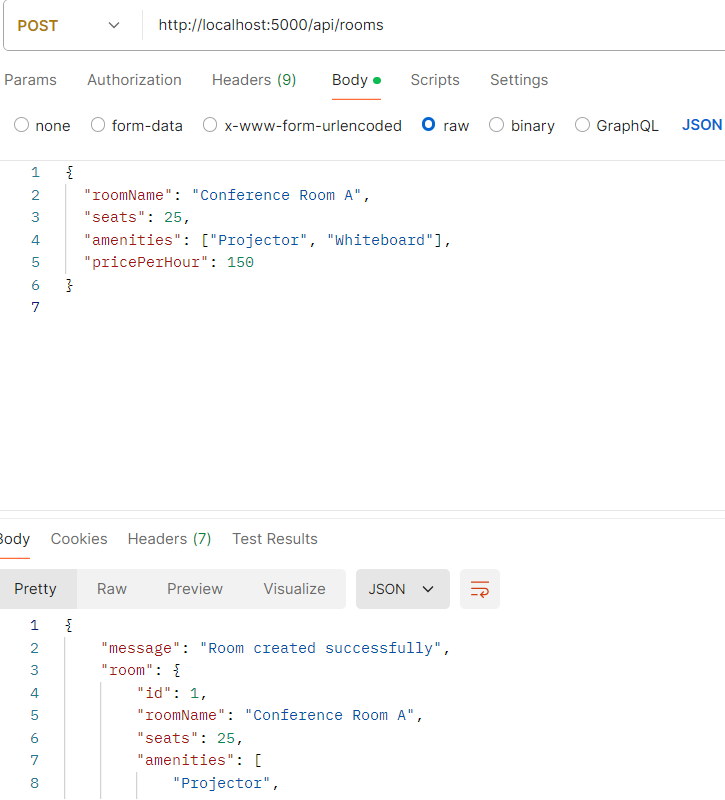 POST http://localhost:5000/api/rooms
Params Authorization Headers (9) Body Scripts Settings
none form-data x-www-form-urlencoded raw binary GraphQL JSON
1 {
2 "roomName": "Conference Room A",
3 "seats": 25,
4 "amenities": ["Projector", "Whiteboard"],
5 "pricePerHour": 150
6 }
7
Body Cookies Headers (7) Test Results
Pretty Raw Preview Visualize JSON
1 {
2 "message": "Room created successfully",
3 "room": {
4 "id": 1,
5 "roomName": "Conference Room A",
6 "seats": 25,
7 "amenities": [
8 "Projector",